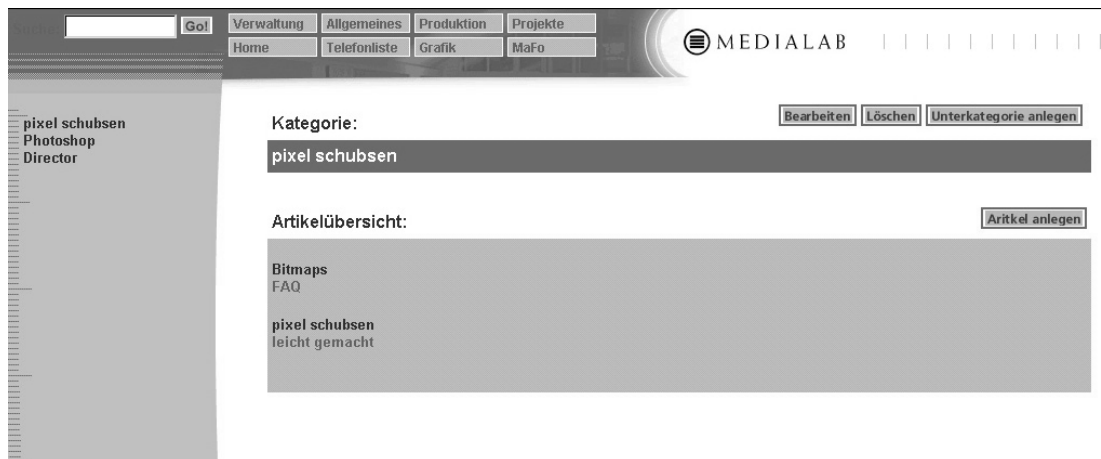 Go!
Verwaltung Allgemeines Produktion Projekte
Home Telefonliste Grafik MaFo
MEDIALAB
pixel schubsen
Photoshop
Director
Kategorie:
Bearbeiten Löschen Unterkategorie anlegen
pixel schubsen
Artikelübersicht:
Aritkel anlegen
Bitmaps
FAQ
pixel schubsen
leicht gemacht